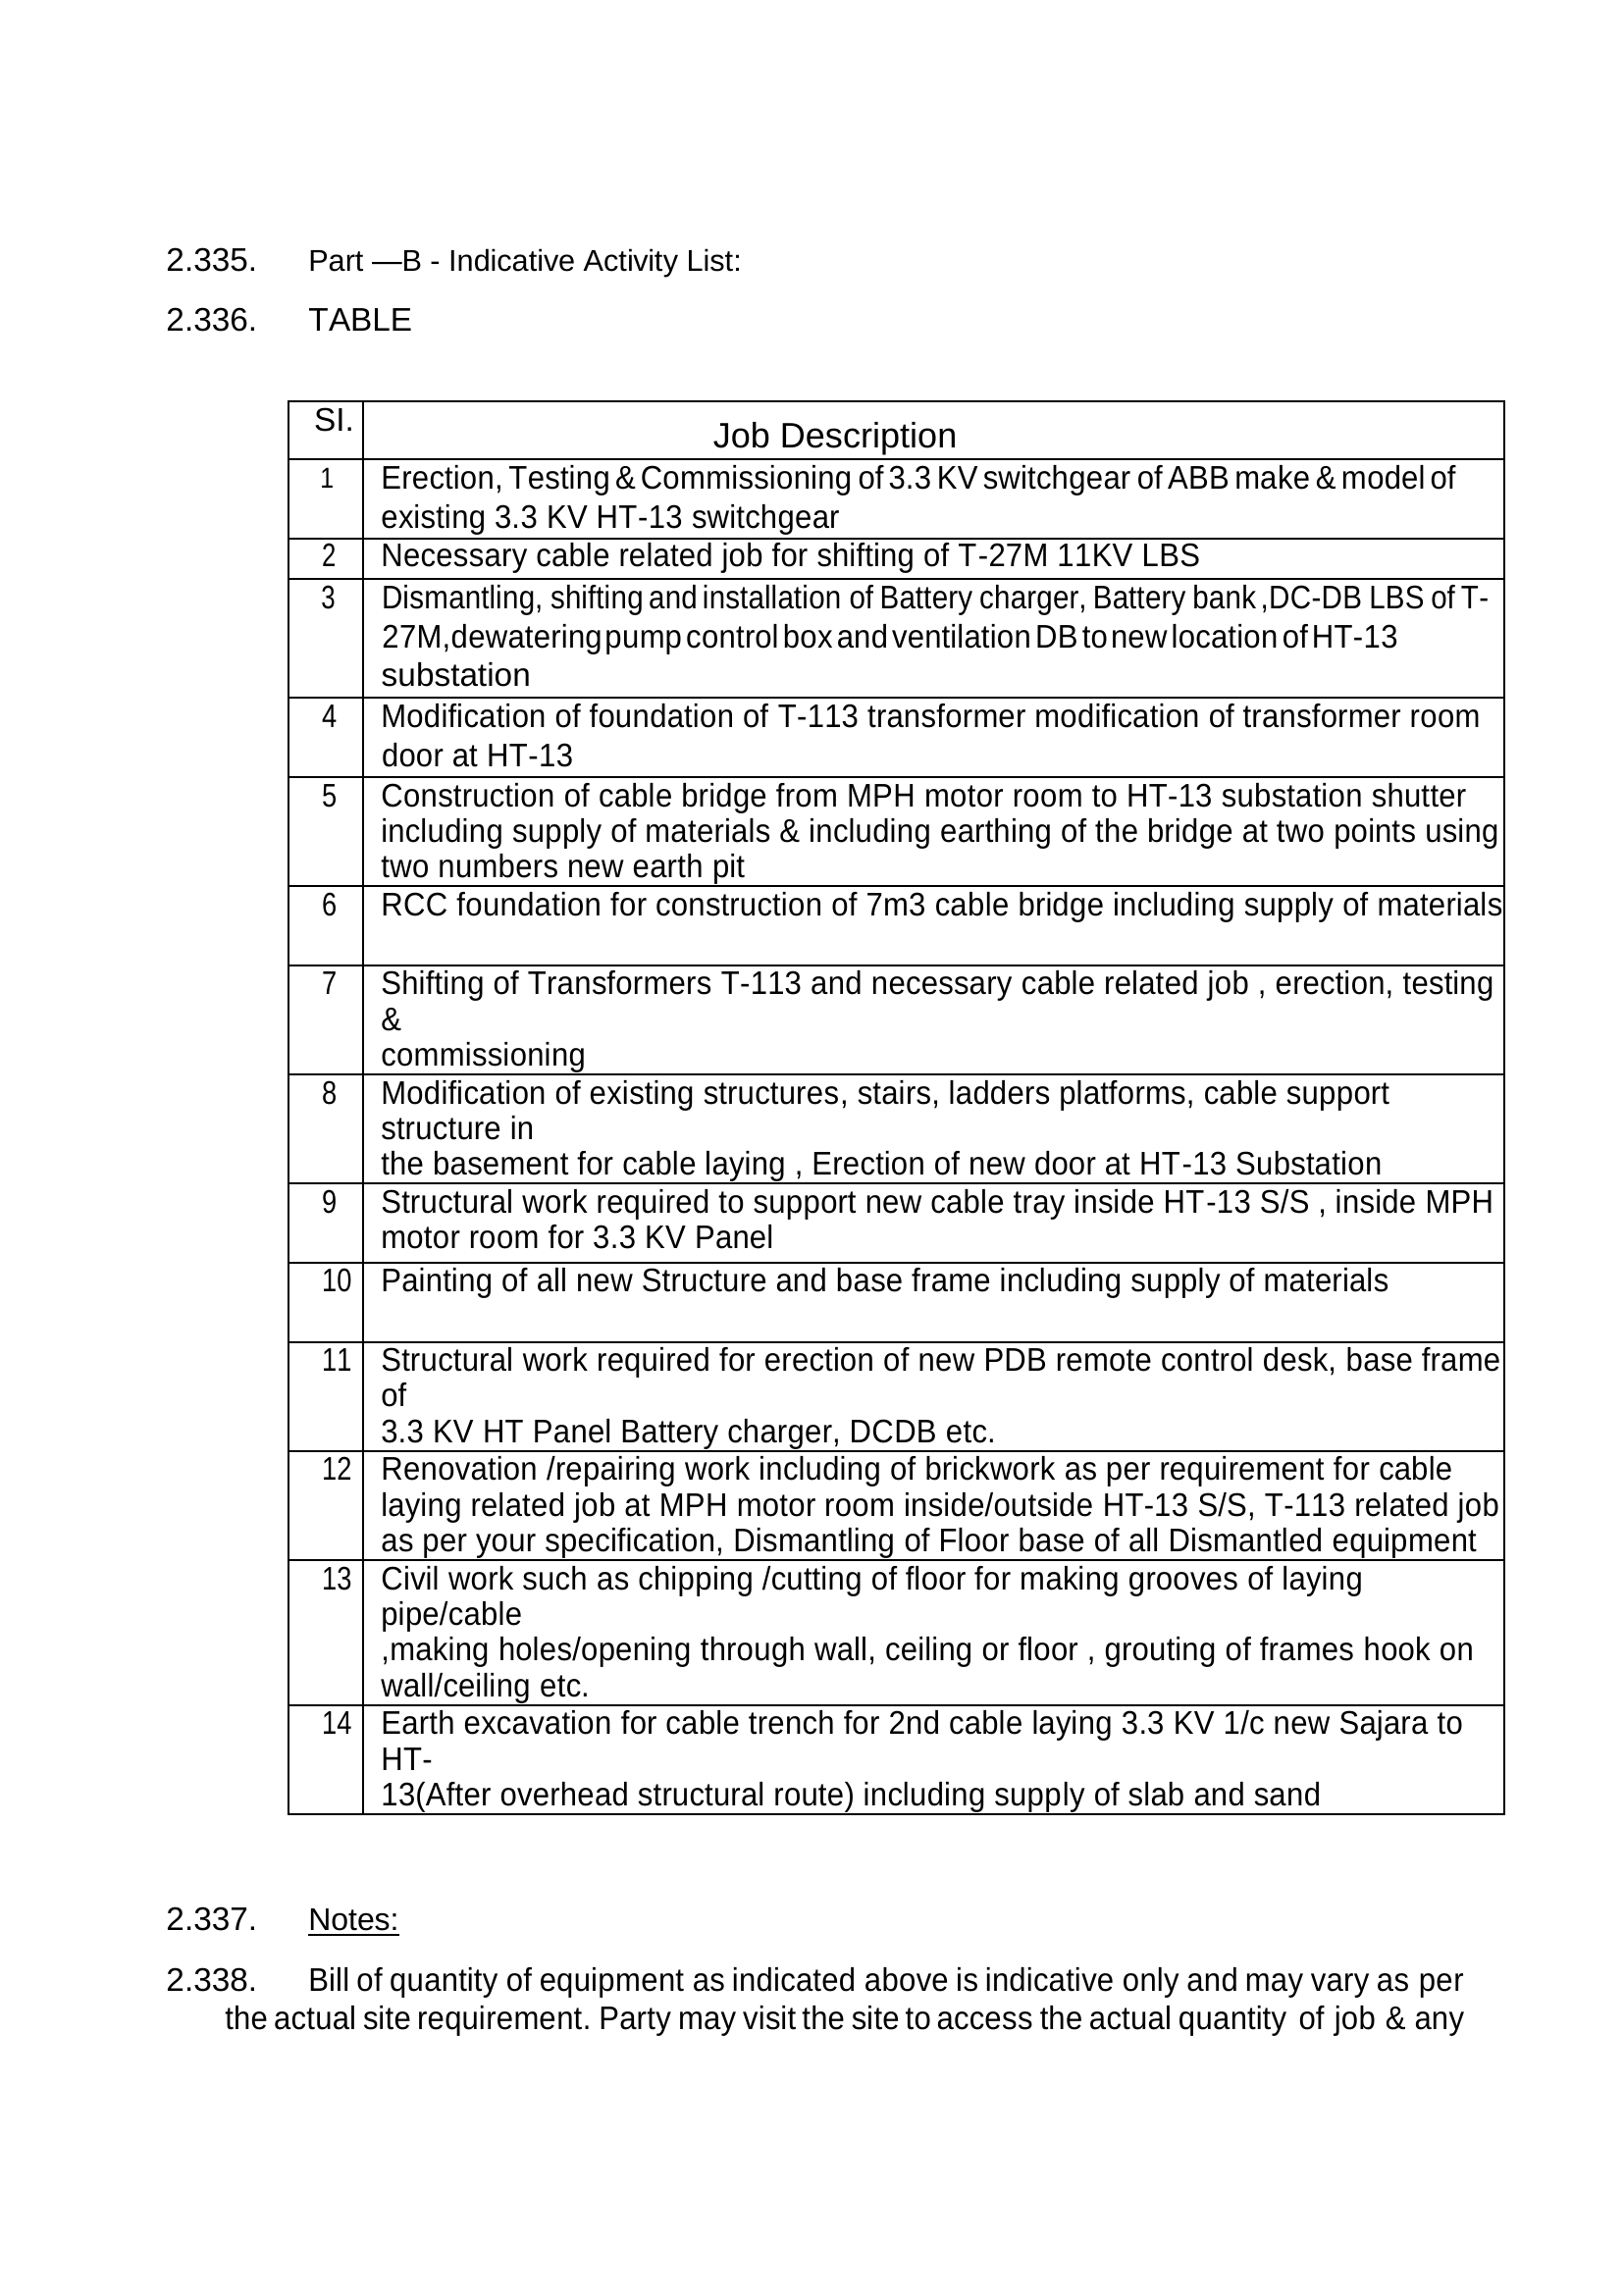 2.335. Part —B - Indicative Activity List:
2.336. TABLE
SI. Job Description
1 Erection, Testing & Commissioning of 3.3 KV switchgear of ABB make & model of
existing 3.3 KV HT-13 switchgear
2 Necessary cable related job for shifting of T-27M 11KV LBS
3 Dismantling, shifting and installation of Battery charger, Battery bank ,DC-DB LBS of T-
27M,dewatering pump control box and ventilation DB to new location of HT-13
substation
4 Modification of foundation of T-113 transformer modification of transformer room
door at HT-13
5 Construction of cable bridge from MPH motor room to HT-13 substation shutter
including supply of materials & including earthing of the bridge at two points using
two numbers new earth pit
6 RCC foundation for construction of 7m3 cable bridge including supply of materials
7 Shifting of Transformers T-113 and necessary cable related job , erection, testing
&
commissioning
8 Modification of existing structures, stairs, ladders platforms, cable support
structure in
the basement for cable laying , Erection of new door at HT-13 Substation
9 Structural work required to support new cable tray inside HT-13 S/S , inside MPH
motor room for 3.3 KV Panel
10 Painting of all new Structure and base frame including supply of materials
11 Structural work required for erection of new PDB remote control desk, base frame
of
3.3 KV HT Panel Battery charger, DCDB etc.
12 Renovation /repairing work including of brickwork as per requirement for cable
laying related job at MPH motor room inside/outside HT-13 S/S, T-113 related job
as per your specification, Dismantling of Floor base of all Dismantled equipment
13 Civil work such as chipping /cutting of floor for making grooves of laying
pipe/cable
,making holes/opening through wall, ceiling or floor , grouting of frames hook on
wall/ceiling etc.
14 Earth excavation for cable trench for 2nd cable laying 3.3 KV 1/c new Sajara to
HT-
13(After overhead structural route) including supply of slab and sand
2.337. Notes:
2.338. Bill of quantity of equipment as indicated above is indicative only and may vary as per
the actual site requirement. Party may visit the site to access the actual quantity of job & any